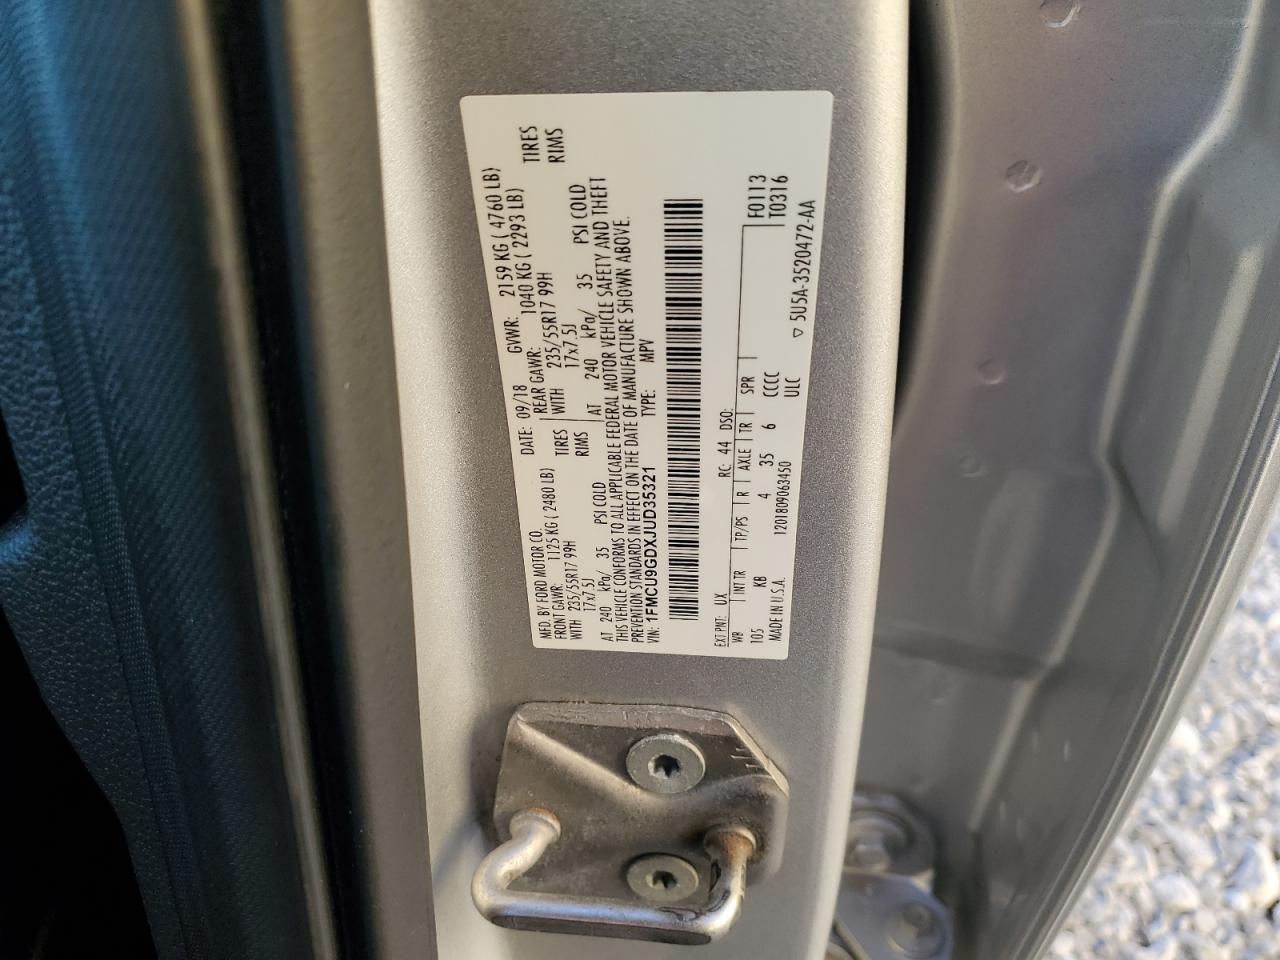 MFD. BY FORD MOTOR CO. DATE: 09/18 GVWR: 2159 KG ( 4760 LB)
FRONT GAWR: 1125 KG ( 2480 LB) REAR GAWR: 1040 KG ( 2293 LB)
WITH 235/55R17 99H TIRES WITH 235/55R17 99H TIRES
17x7.5J RIMS 17x7.5J RIMS
AT 240 kPa/ 35 PSI COLD AT 240 kPa/ 35 PSI COLD
THIS VEHICLE CONFORMS TO ALL APPLICABLE FEDERAL MOTOR VEHICLE SAFETY AND THEFT
PREVENTION STANDARDS IN EFFECT ON THE DATE OF MANUFACTURE SHOWN ABOVE.
VIN: 1FMCU9GDXJUD35321 TYPE: MPV
EXT PNT: UX RC: 44 DSO: F0113
WB INT TR TP/PS R AXLE TR SPR T0316
105 KB 4 35 6 CCCC
MADE IN U.S.A. 1201809063450 ULC ▽ 5U5A-3520472-AA